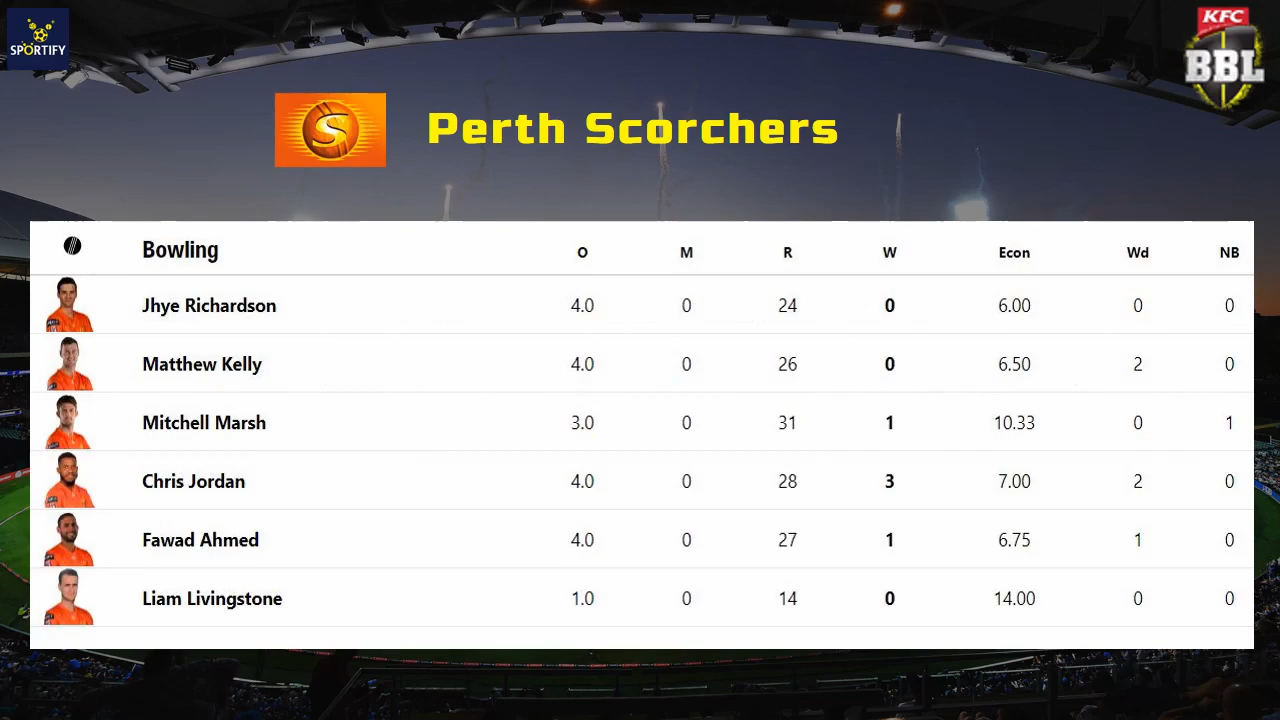 SPORTIFY
KFC
BBL
S
Perth Scorchers
Bowling O M R W Econ Wd NB
Jhye Richardson 4.0 0 24 0 6.00 0 0
Matthew Kelly 4.0 0 26 0 6.50 2 0
Mitchell Marsh 3.0 0 31 1 10.33 0 1
Chris Jordan 4.0 0 28 3 7.00 2 0
Fawad Ahmed 4.0 0 27 1 6.75 1 0
Liam Livingstone 1.0 0 14 0 14.00 0 0